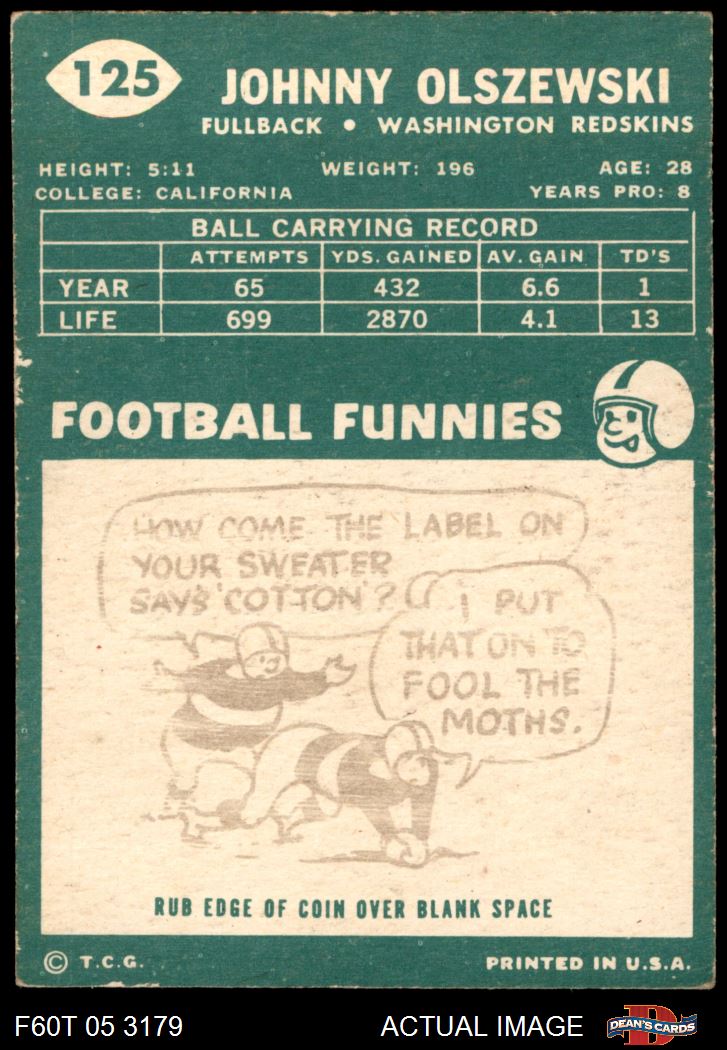 125
JOHNNY OLSZEWSKI
FULLBACK • WASHINGTON REDSKINS
HEIGHT: 5:11 WEIGHT: 196 AGE: 28
COLLEGE: CALIFORNIA YEARS PRO: 8
BALL CARRYING RECORD
ATTEMPTS YDS. GAINED AV. GAIN TD'S
YEAR 65 432 6.6 1
LIFE 699 2870 4.1 13
FOOTBALL FUNNIES
HOW COME THE LABEL ON
YOUR SWEATER
SAYS 'COTTON'?
I PUT
THAT ON TO
FOOL THE
MOTHS.
RUB EDGE OF COIN OVER BLANK SPACE
© T.C.G. PRINTED IN U.S.A.
F60T 05 3179 ACTUAL IMAGE
DEAN'S CARDS